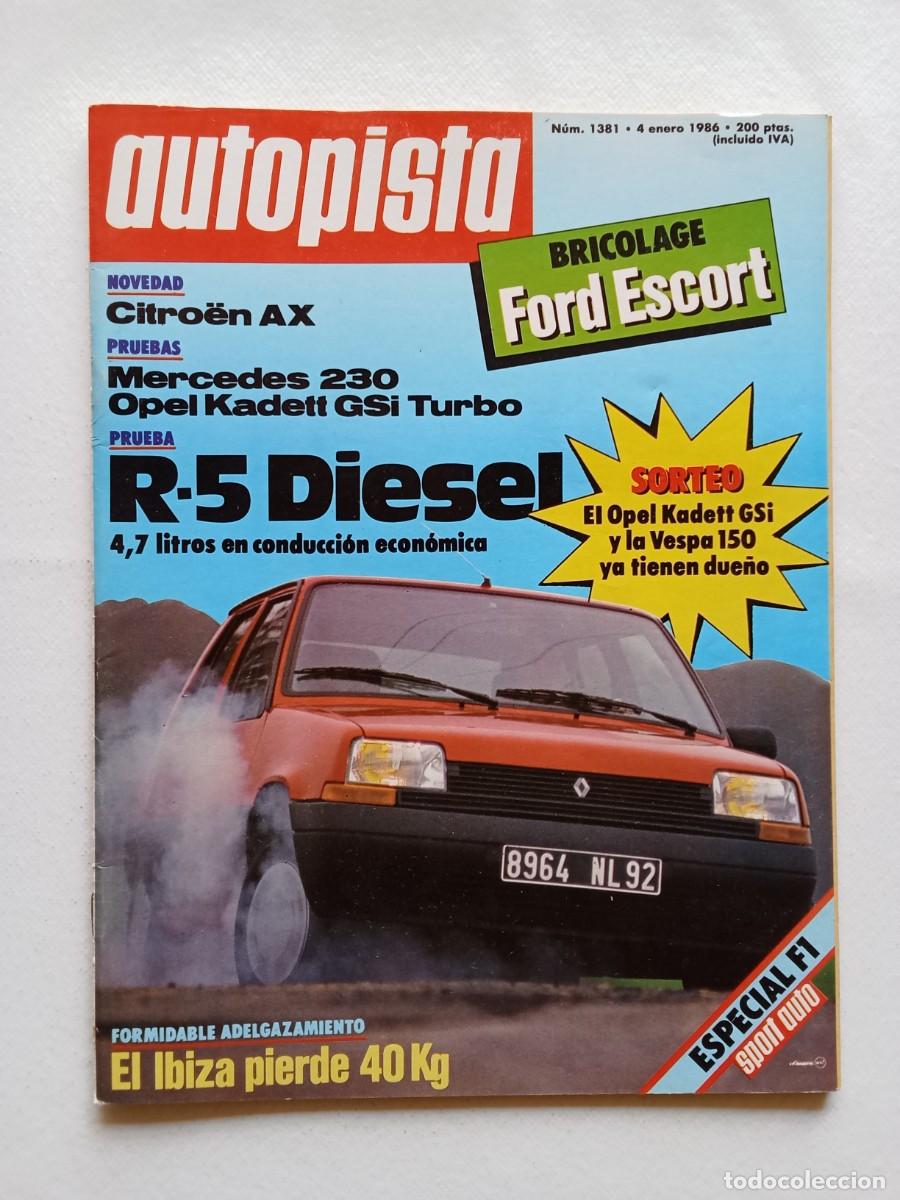 autopista
Núm. 1381 • 4 enero 1986 • 200 ptas.
(incluido IVA)
BRICOLAGE
Ford Escort
NOVEDAD
Citroën AX
PRUEBAS
Mercedes 230
Opel Kadett GSi Turbo
PRUEBA
R-5 Diesel
4,7 litros en conducción económica
SORTEO
El Opel Kadett GSi
y la Vespa 150
ya tienen dueño
8964 NL 92
ESPECIAL F1
sport auto
FORMIDABLE ADELGAZAMIENTO
El Ibiza pierde 40 Kg
todocoleccion